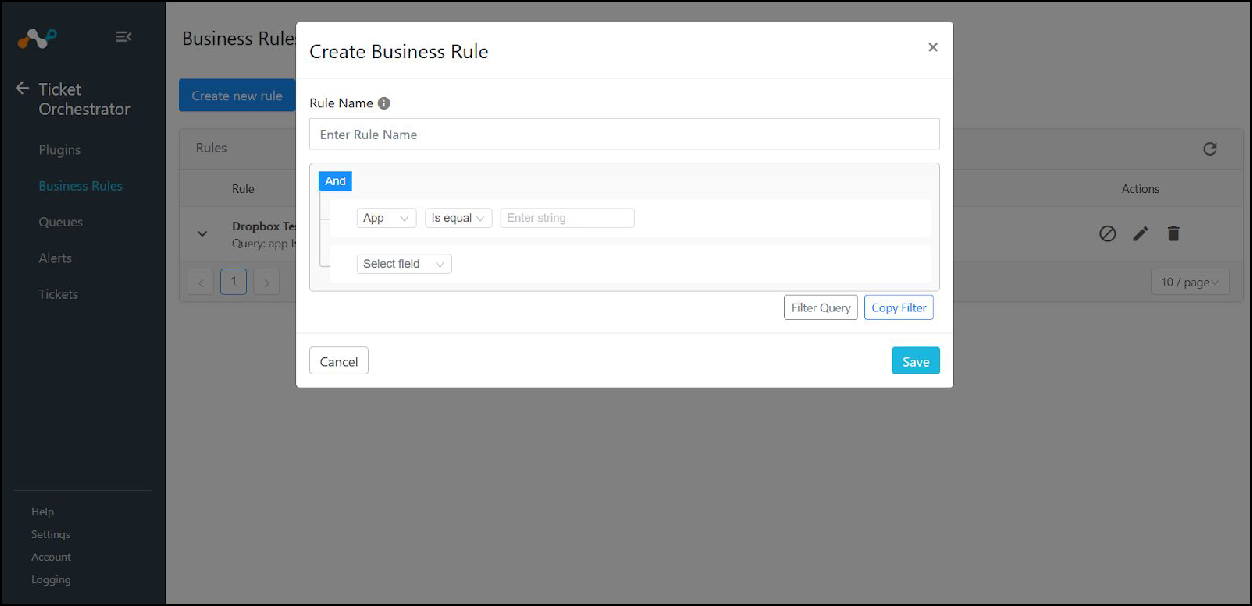 Business Rules
Create Business Rule
Ticket
Orchestrator
Create new rule
Rule Name
Enter Rule Name
Plugins
Rules
Business Rules
And
Rule
Actions
Queues
App
Is equal
Enter string
Dropbox Te
Query: app
Alerts
Select field
Tickets
1
10 / page
Filter Query
Copy Filter
Cancel
Save
Help
Settings
Account
Logging